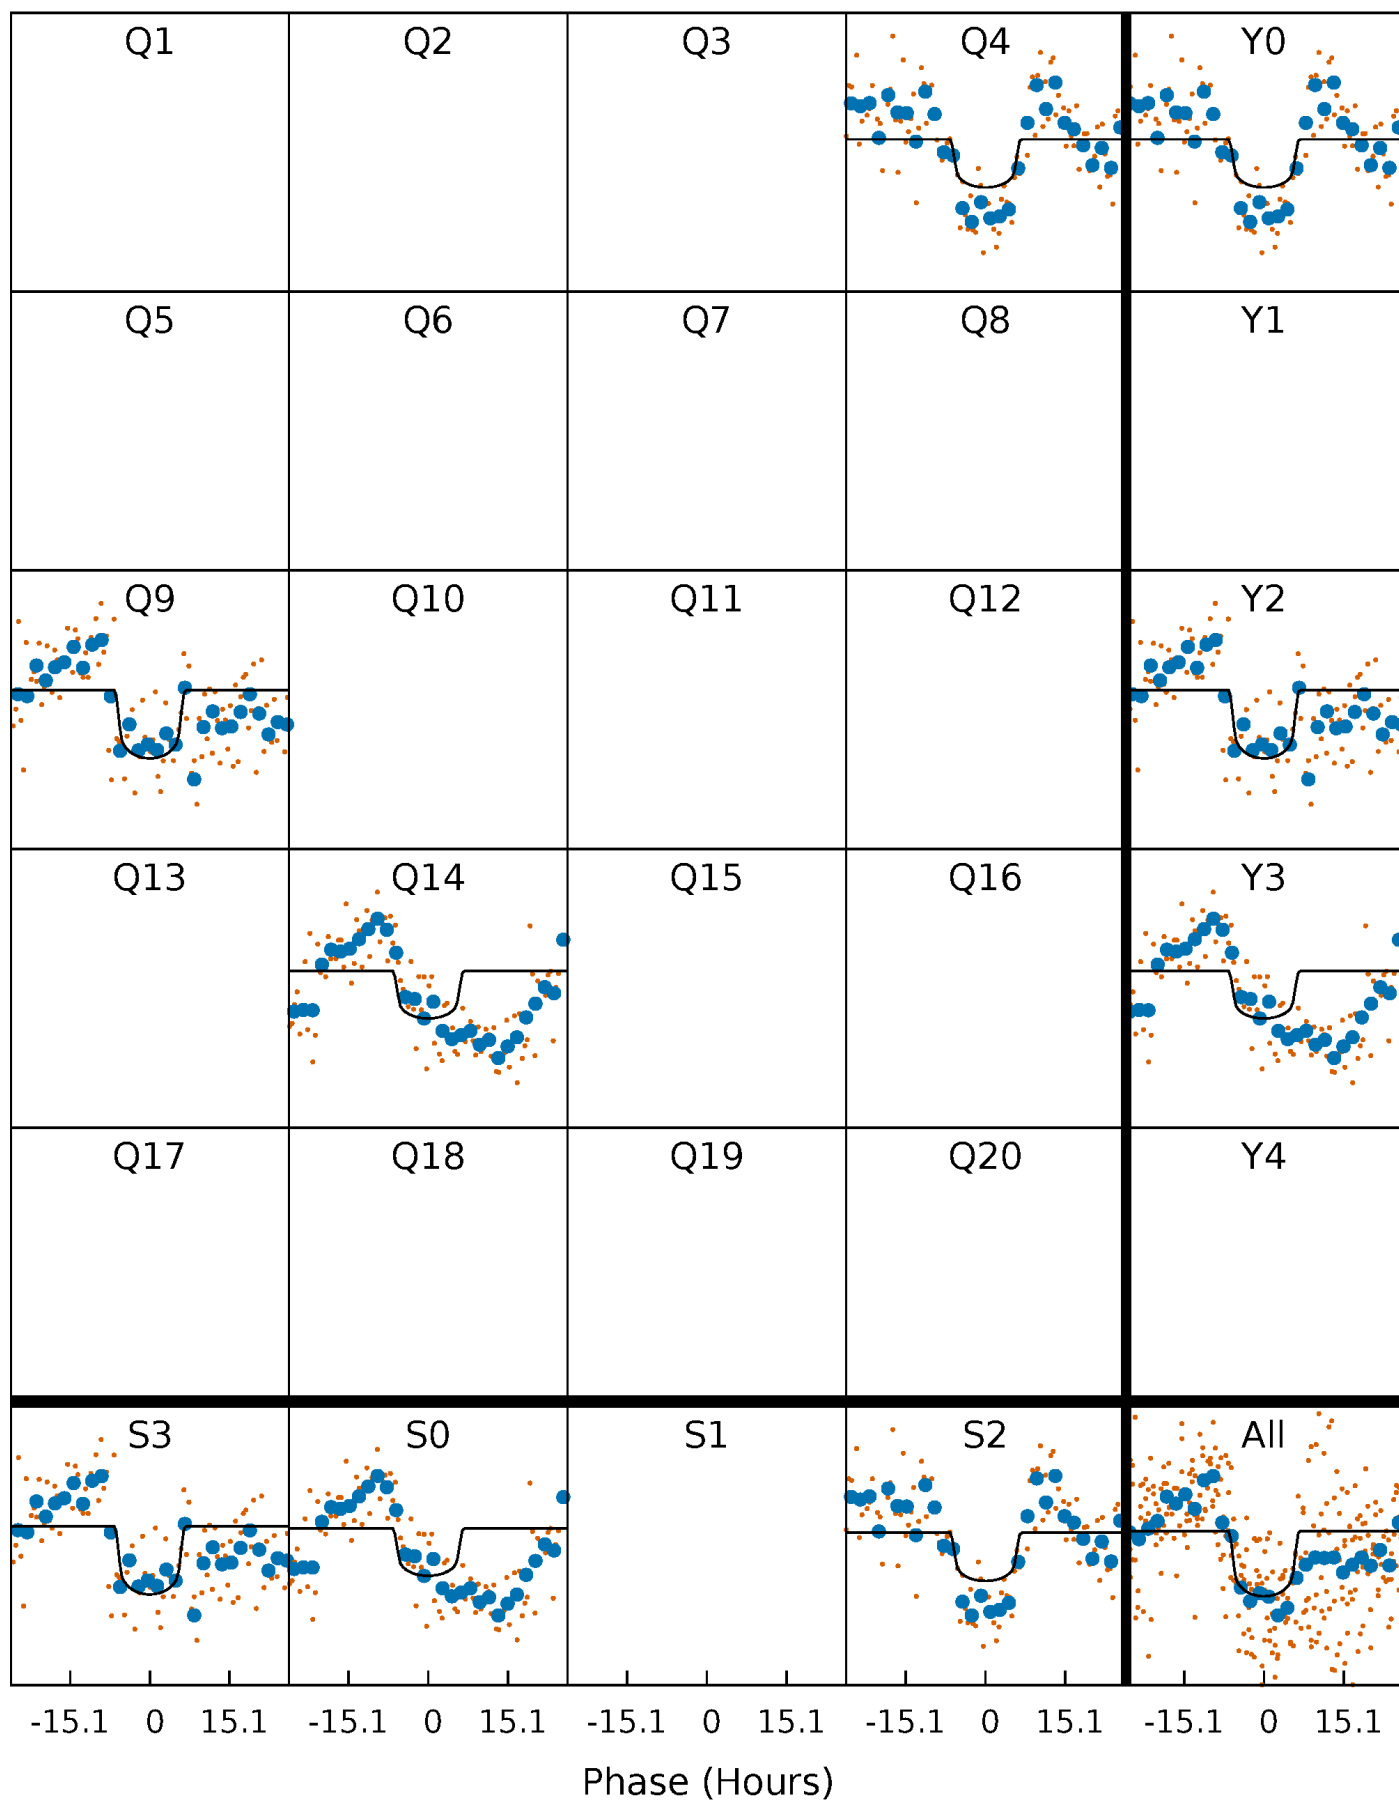 Q1 Q2 Q3 Q4 Y0
Q5 Q6 Q7 Q8 Y1
Q9 Q10 Q11 Q12 Y2
Q13 Q14 Q15 Q16 Y3
Q17 Q18 Q19 Q20 Y4
S3 S0 S1 S2 All
-15.1 0 15.1 -15.1 0 15.1 -15.1 0 15.1 -15.1 0 15.1 -15.1 0 15.1
Phase (Hours)